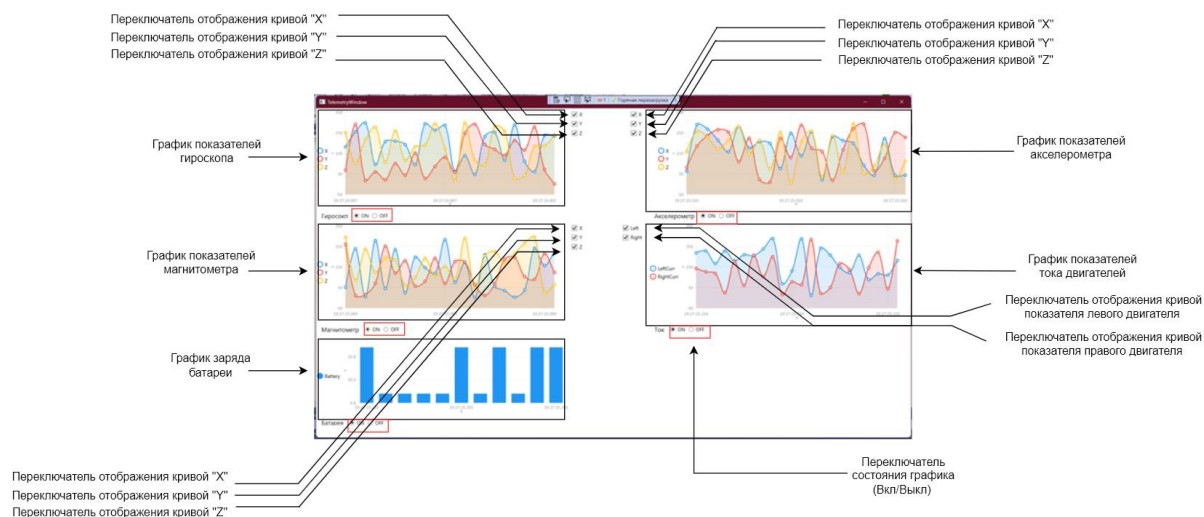 Переключатель отображения кривой "X"
Переключатель отображения кривой "Y"
Переключатель отображения кривой "Z"
Переключатель отображения кривой "X"
Переключатель отображения кривой "Y"
Переключатель отображения кривой "Z"
TelemetryWindow
Горячая перезагрузка
График показателей
гироскопа
X
Y
Z
X
Y
Z
X
Y
Z
X
Y
Z
График показателей
акселерометра
ON OFF
Акселерометр ON OFF
График показателей
магнитометра
X
Y
Z
X
Y
Z
Left
Right
LeftCurr
RightCurr
График показателей
тока двигателей
Переключатель отображения кривой
показателя левого двигателя
Переключатель отображения кривой
показателя правого двигателя
Магнитометр ON OFF
Ток ON OFF
График заряда
батареи
Battery
Батарея ON OFF
Переключатель
состояния графика
(Вкл/Выкл)
Переключатель отображения кривой "X"
Переключатель отображения кривой "Y"
Переключатель отображения кривой "Z"